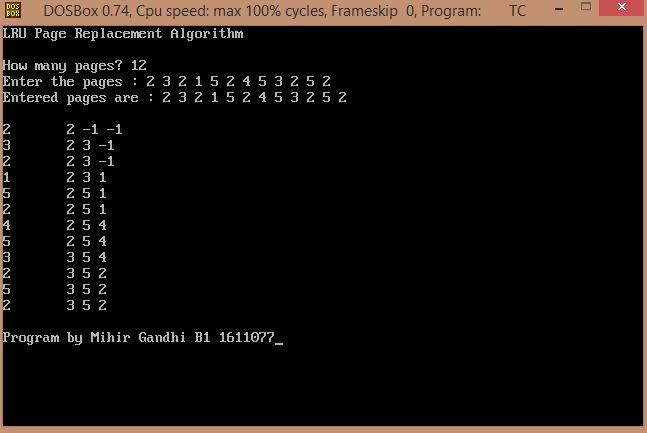 DOS BOX DOSBox 0.74, Cpu speed: max 100% cycles, Frameskip 0, Program: TC
LRU Page Replacement Algorithm
How many pages? 12
Enter the pages : 2 3 2 1 5 2 4 5 3 2 5 2
Entered pages are : 2 3 2 1 5 2 4 5 3 2 5 2
2 2 -1 -1
3 2 3 -1
2 2 3 -1
1 2 3 1
5 2 5 1
2 2 5 1
4 2 5 4
5 2 5 4
3 3 5 4
2 3 5 2
5 3 5 2
2 3 5 2
Program by Mihir Gandhi B1 1611077_